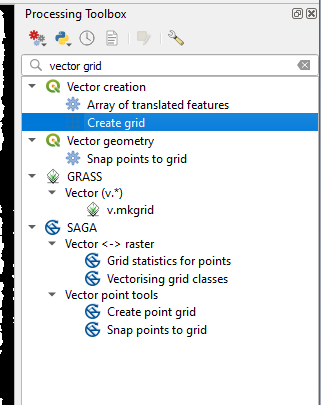 Processing Toolbox
vector grid
Vector creation
Array of translated features
Create grid
Vector geometry
Snap points to grid
GRASS
Vector (v.*)
v.mkgrid
SAGA
Vector <-> raster
Grid statistics for points
Vectorising grid classes
Vector point tools
Create point grid
Snap points to grid